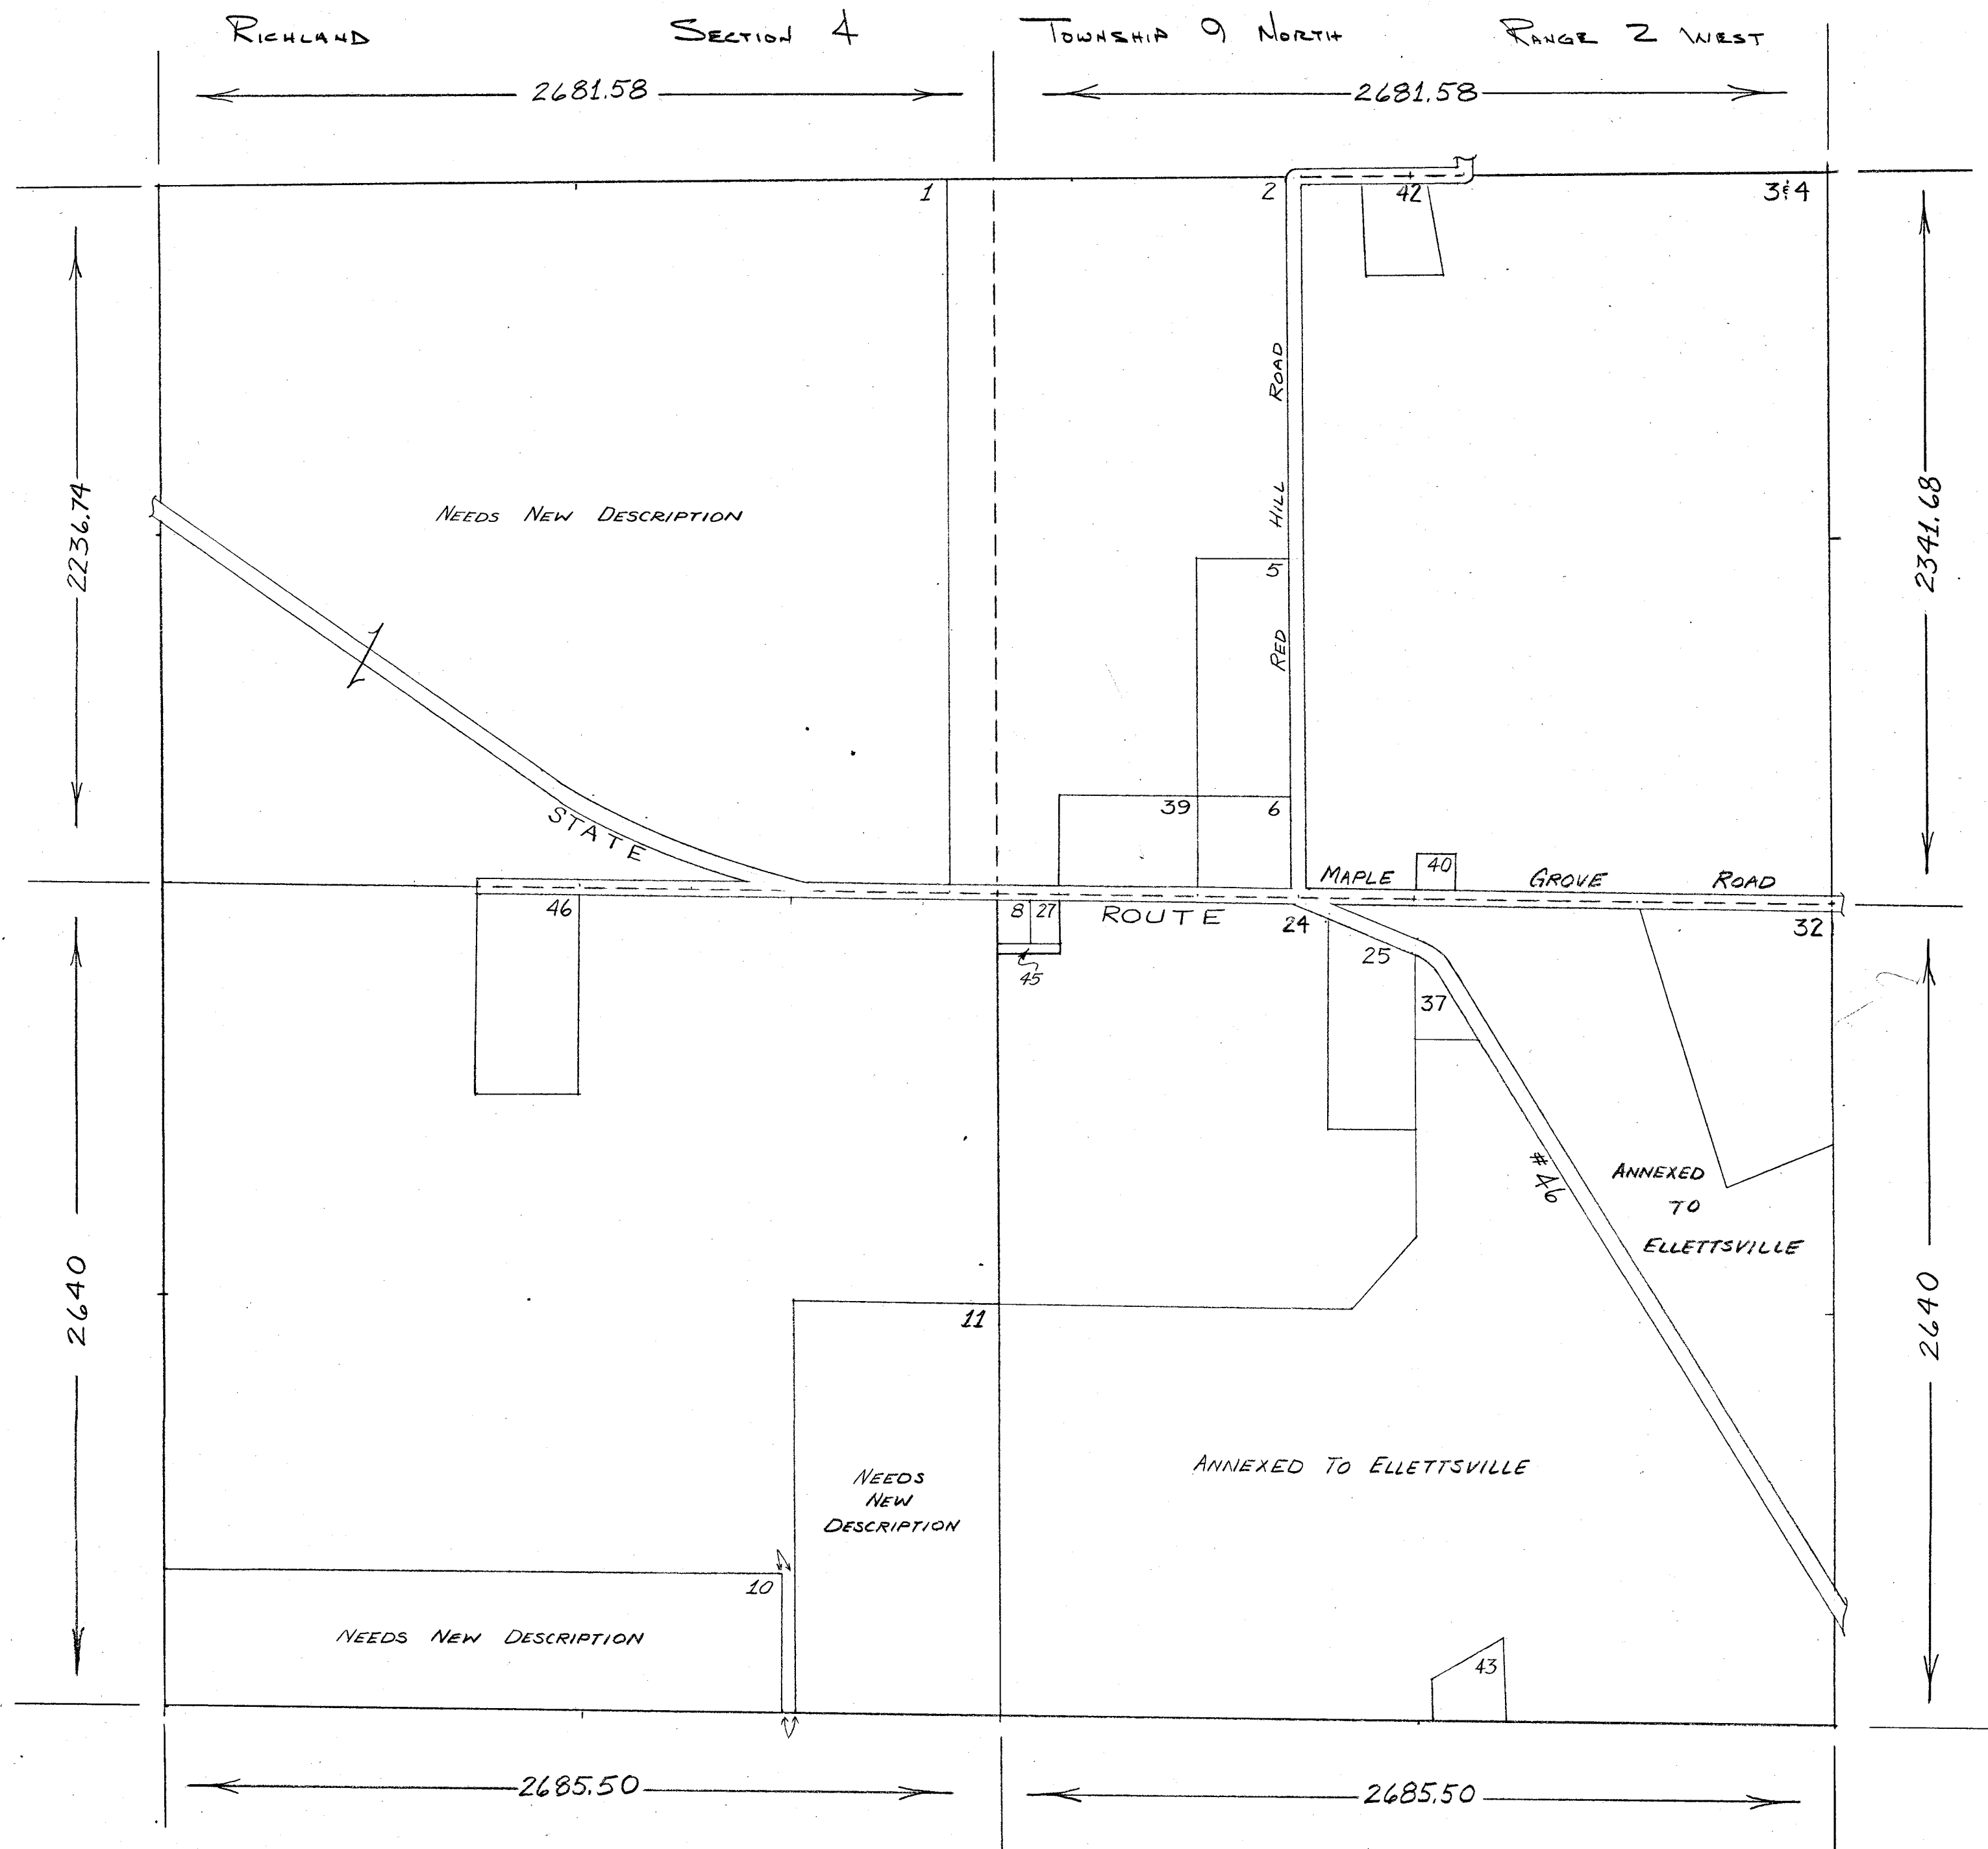 RICHLAND SECTION 4 TOWNSHIP 9 NORTH RANGE 2 WEST
2681.58 2681.58
1 2 42 3&4
2236.74
2341.68
NEEDS NEW DESCRIPTION
RED HILL ROAD
5
39 6
STATE
MAPLE 40 GROVE ROAD
46 8 27 ROUTE 24 32
25
45
37
#46
ANNEXED
TO
ELLETTSVILLE
2640
2640
11
ANNEXED TO ELLETTSVILLE
NEEDS
NEW
DESCRIPTION
10
NEEDS NEW DESCRIPTION
43
2685.50 2685.50